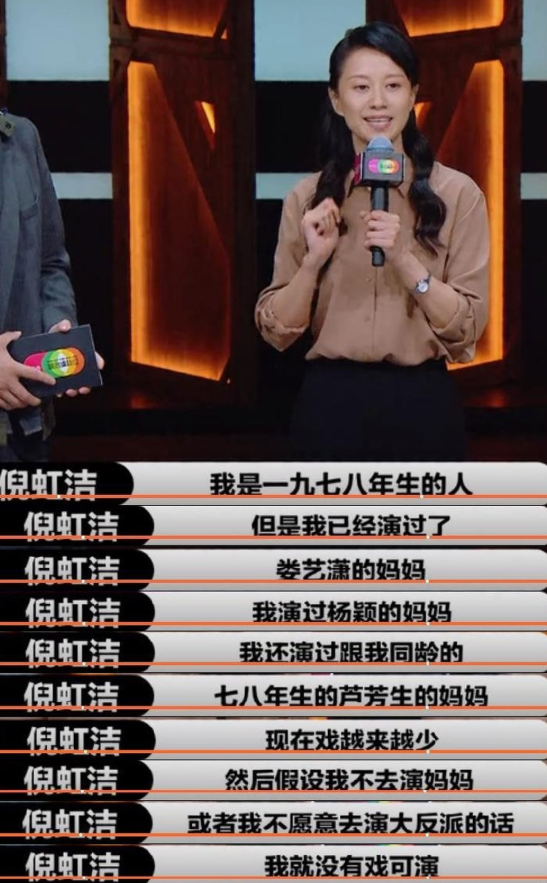 倪虹洁 我是一九七八年生的人
倪虹洁 但是我已经演过了
倪虹洁 娄艺潇的妈妈
倪虹洁 我演过杨颖的妈妈
倪虹洁 我还演过跟我同龄的
倪虹洁 七八年生的芦芳生的妈妈
倪虹洁 现在戏越来越少
倪虹洁 然后假设我不去演妈妈
倪虹洁 或者我不愿意去演大反派的话
倪虹洁 我就没有戏可演